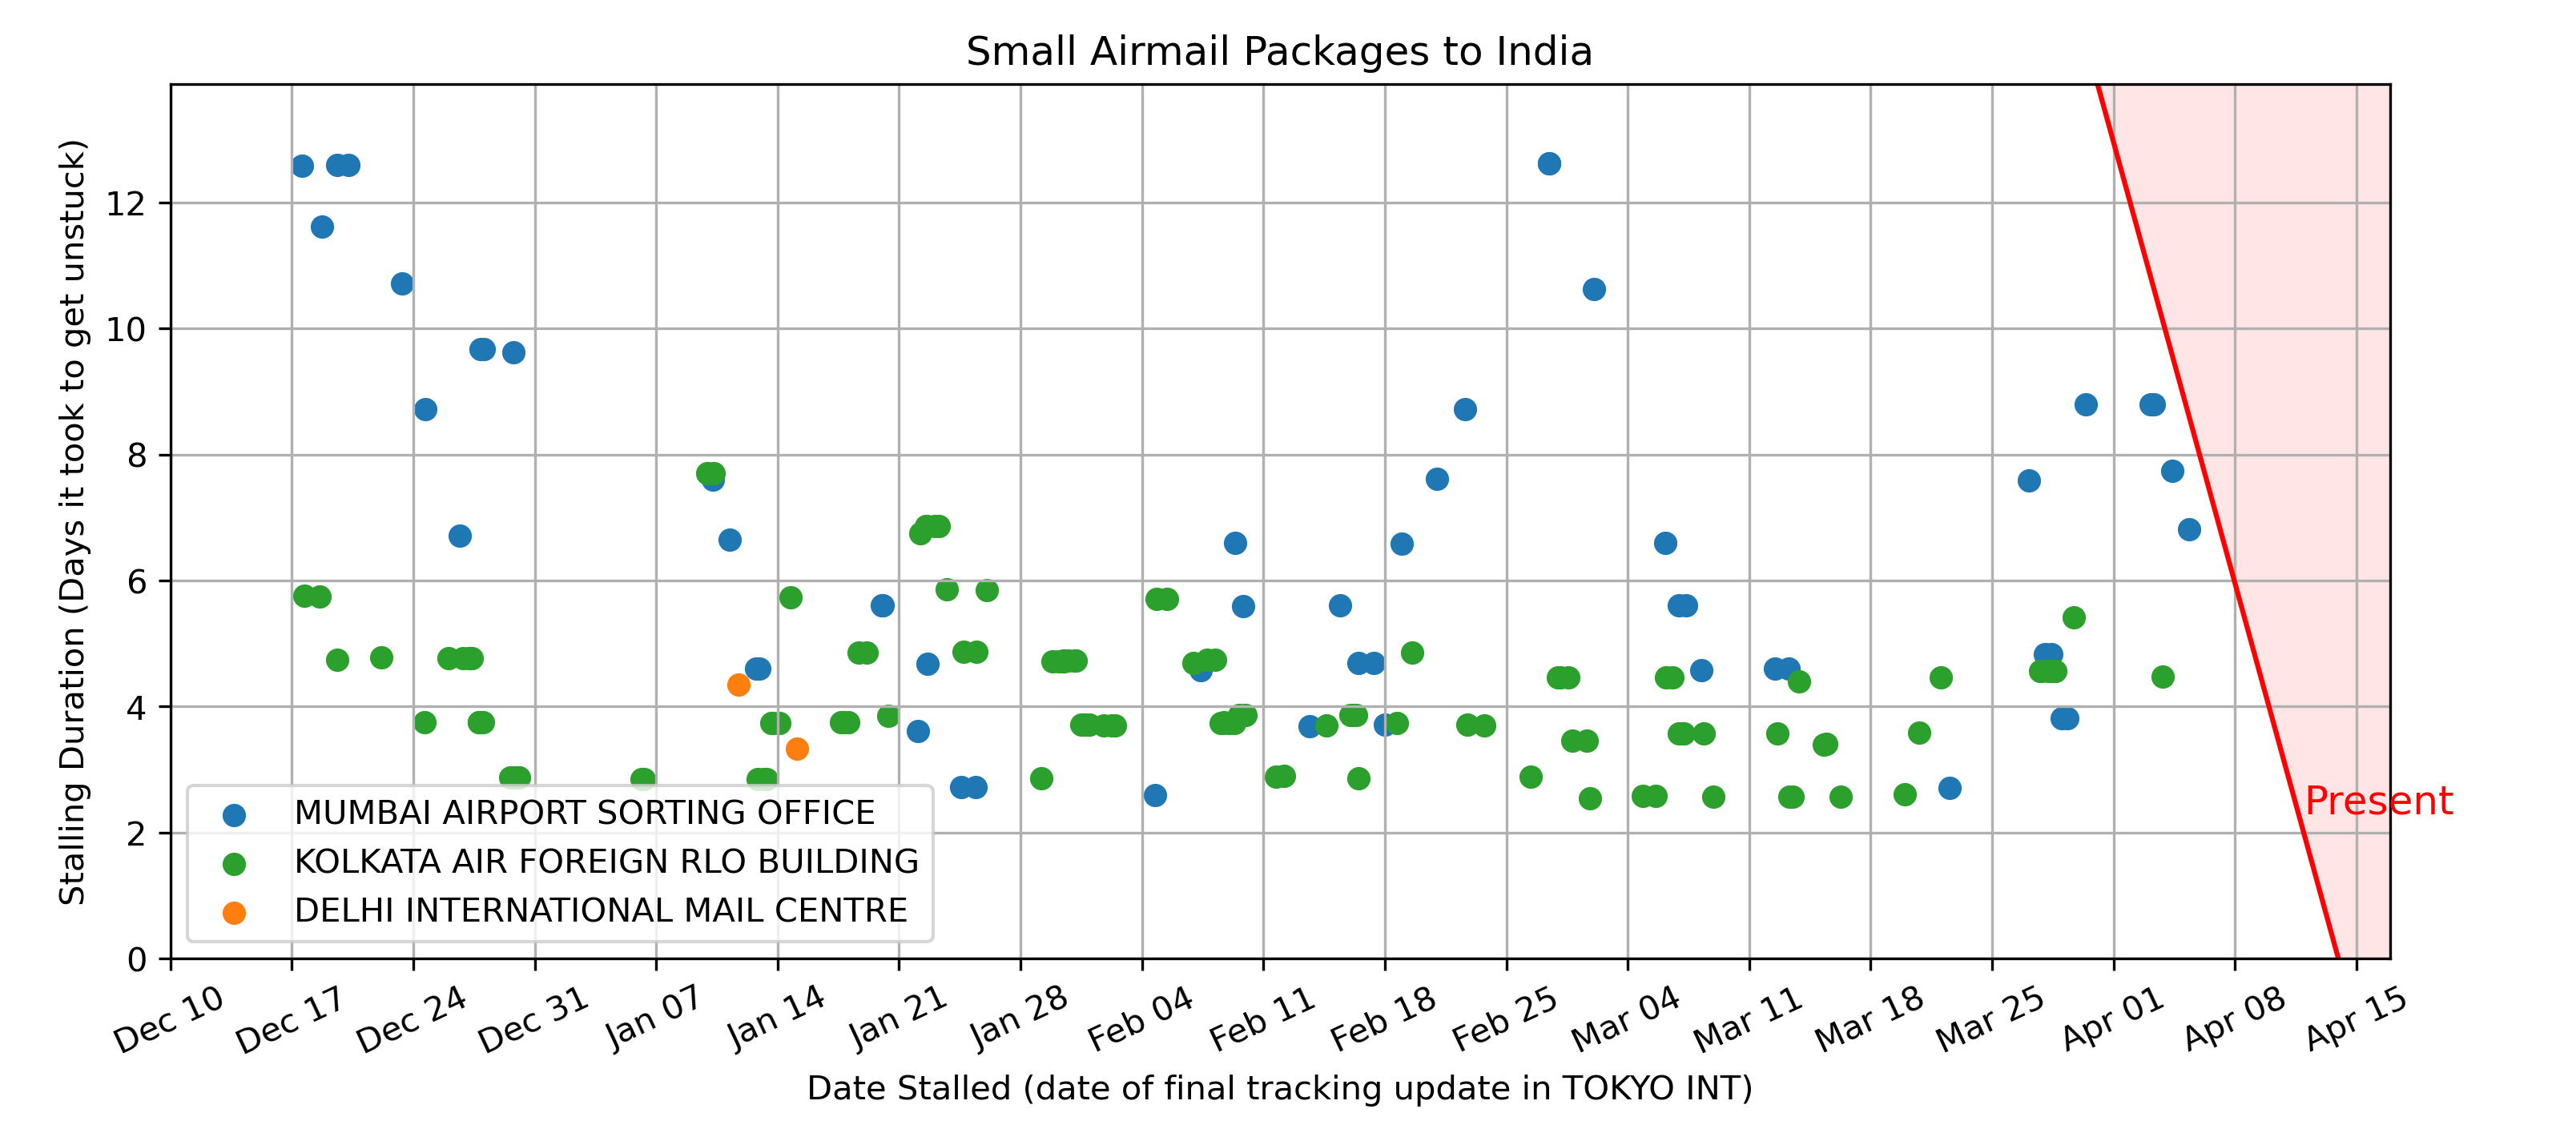 Small Airmail Packages to India
Stalling Duration (Days it took to get unstuck)
12
10
8
6
4
2
0
Present
MUMBAI AIRPORT SORTING OFFICE
KOLKATA AIR FOREIGN RLO BUILDING
DELHI INTERNATIONAL MAIL CENTRE
Dec 10 Dec 17 Dec 24 Dec 31 Jan 07 Jan 14 Jan 21 Jan 28 Feb 04 Feb 11 Feb 18 Feb 25 Mar 04 Mar 11 Mar 18 Mar 25 Apr 01 Apr 08 Apr 15
Date Stalled (date of final tracking update in TOKYO INT)